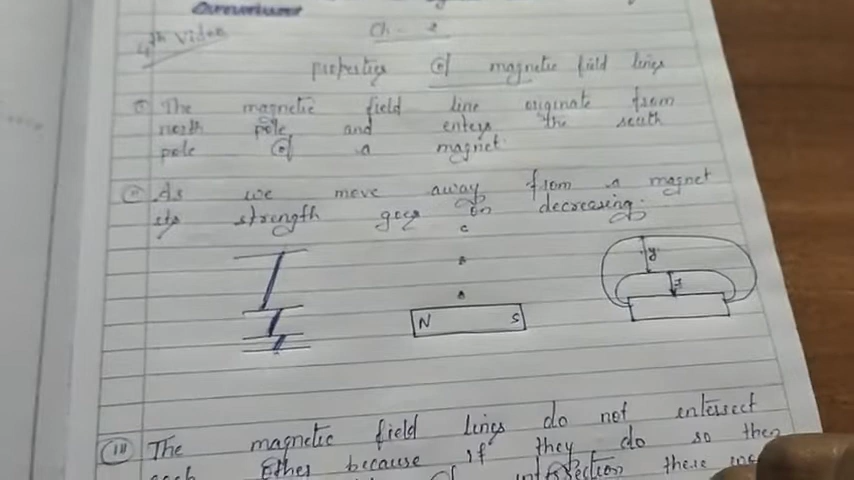 4th Video
Ch - 2
properties of magnetic field lines
(i) The magnetic field line originate from
north pole and enters the south
pole of a magnet.
(ii) As we move away from a magnet
its strength goes on decreasing.
C
B
N S
y
x
(iii) The magnetic field lines do not intersect
each other because if they do so then
of intersection there